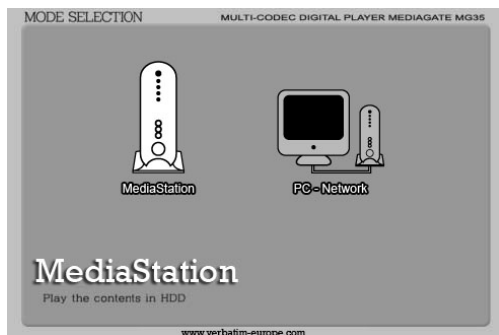 MODE SELECTION
MULTI-CODEC DIGITAL PLAYER MEDIAGATE MG35
MediaStation
PC - Network
MediaStation
Play the contents in HDD
www.verbatim-europe.com